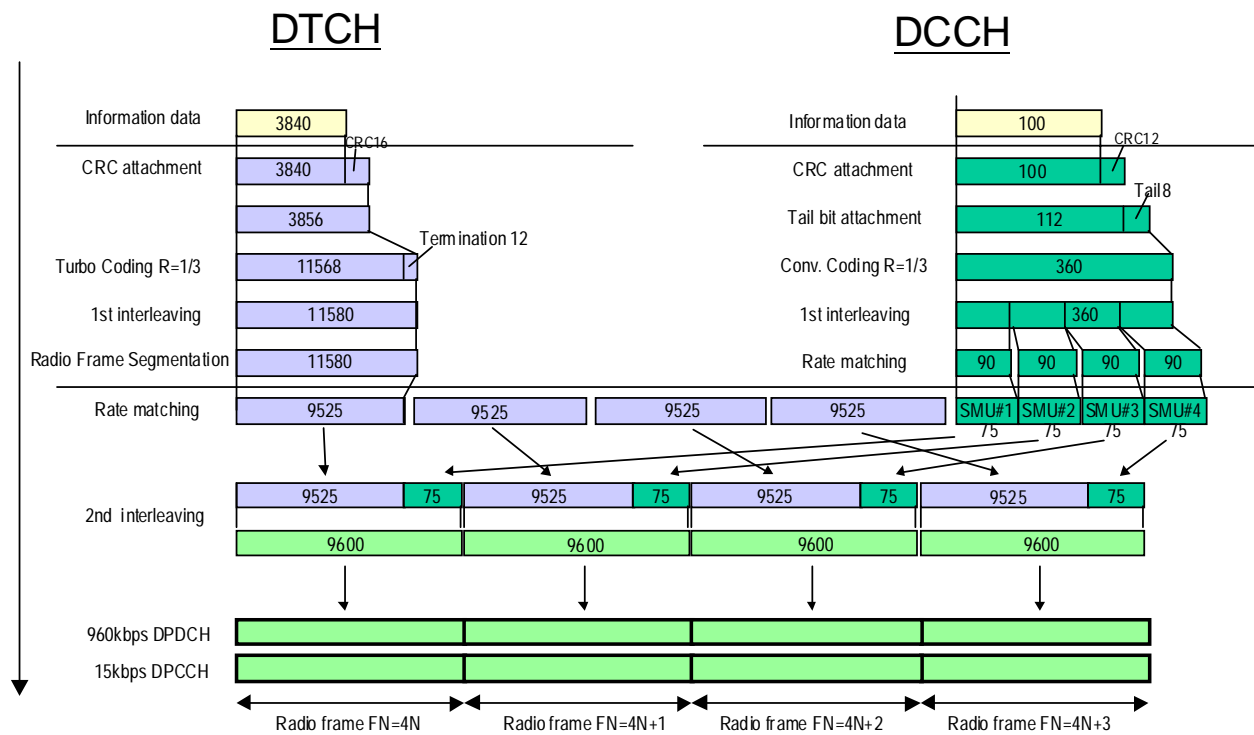 DTCH
DCCH
Information data
3840
Information data
100
CRC16
CRC12
CRC attachment
3840
CRC attachment
100
Tail8
3856
Tail bit attachment
112
Termination 12
Turbo Coding R=1/3
11568
Conv. Coding R=1/3
360
1st interleaving
11580
1st interleaving
360
Radio Frame Segmentation
11580
Rate matching
90
90
90
90
Rate matching
9525
9525
9525
9525
SMU#1
SMU#2
SMU#3
SMU#4
75
75
75
75
2nd interleaving
9525
75
9525
75
9525
75
9525
75
9600
9600
9600
9600
960kbps DPDCH
15kbps DPCCH
Radio frame FN=4N
Radio frame FN=4N+1
Radio frame FN=4N+2
Radio frame FN=4N+3